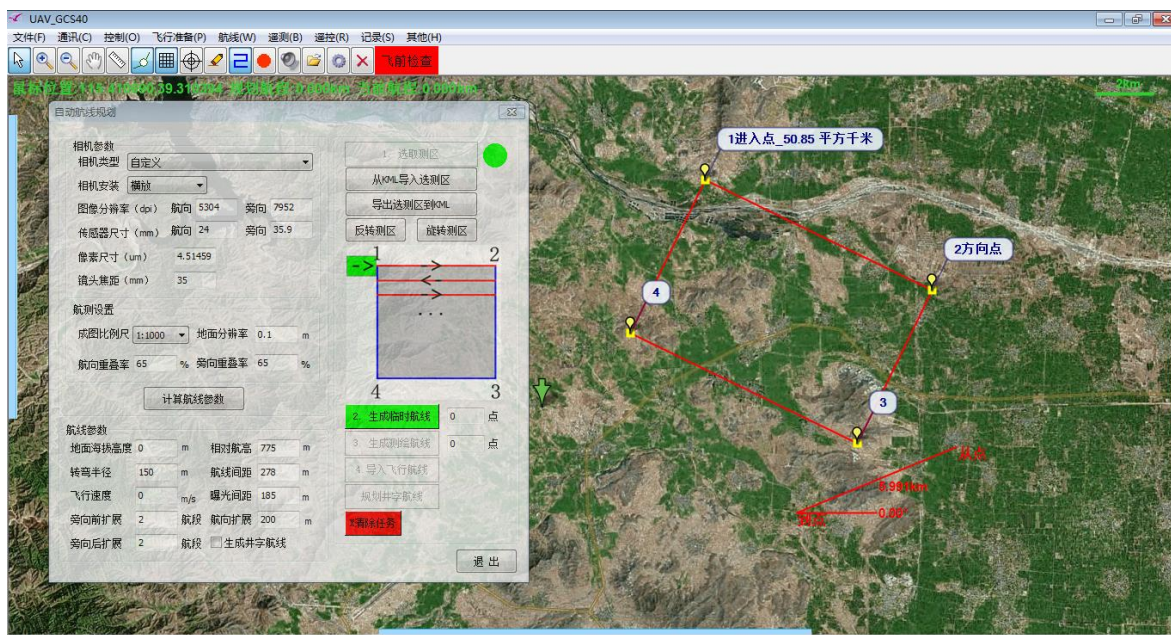 UAV_GCS40
文件(F) 通讯(C) 控制(O) 飞行准备(P) 航线(W) 遥测(B) 遥控(R) 记录(S) 其他(H)
飞前检查
20km
自动航线规划
相机参数
相机类型 自定义
相机安装 横放
图像分辨率(dpi) 航向 5304 旁向 7952
传感器尺寸(mm) 航向 24 旁向 35.9
像素尺寸(um) 4.51459
镜头焦距(mm) 35
航测设置
成图比例尺 1:1000 地面分辨率 0.1 m
航向重叠率 65 % 旁向重叠率 65 %
计算航线参数
航线参数
地面海拔高度 0 m 相对航高 775 m
转弯半径 150 m 航线间距 278 m
飞行速度 0 m/s 曝光间距 185 m
旁向前扩展 2 航段 航向扩展 200 m
旁向后扩展 2 航段 生成井字航线
1. 选取测区
从KML导入选测区
导出选测区到KML
反转测区 旋转测区
1 2
->
...
4 3
2. 生成临时航线 0 点
3. 生成测绘航线 0 点
4. 导入飞行航线
规划井字航线
清除任务
退出
1进入点_50.85 平方千米
2方向点
4
3
起点
8.991km
0.00°